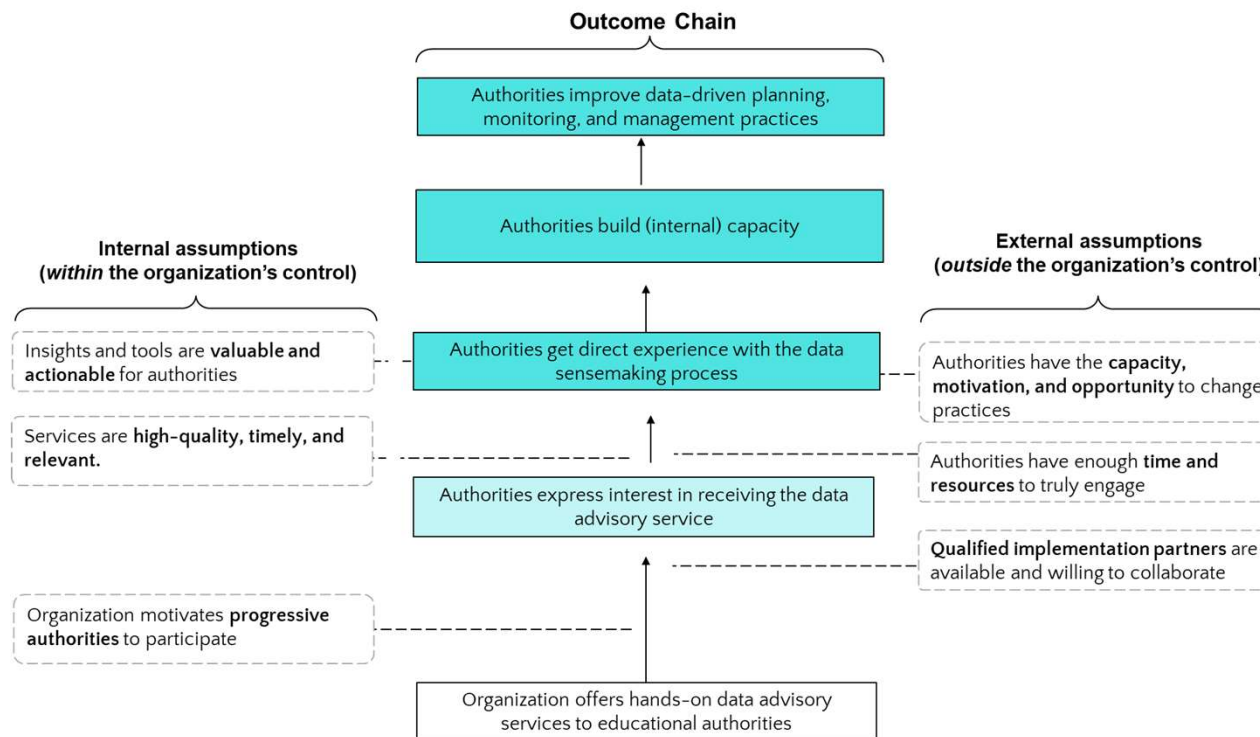 Outcome Chain
Authorities improve data-driven planning,
monitoring, and management practices
Authorities build (internal) capacity
Internal assumptions
(within the organization's control)
External assumptions
(outside the organization's control)
Insights and tools are valuable and
actionable for authorities
Authorities get direct experience with the data
sensemaking process
Authorities have the capacity,
motivation, and opportunity to change
practices
Services are high-quality, timely, and
relevant.
Authorities have enough time and
resources to truly engage
Authorities express interest in receiving the data
advisory service
Qualified implementation partners are
available and willing to collaborate
Organization motivates progressive
authorities to participate
Organization offers hands-on data advisory
services to educational authorities